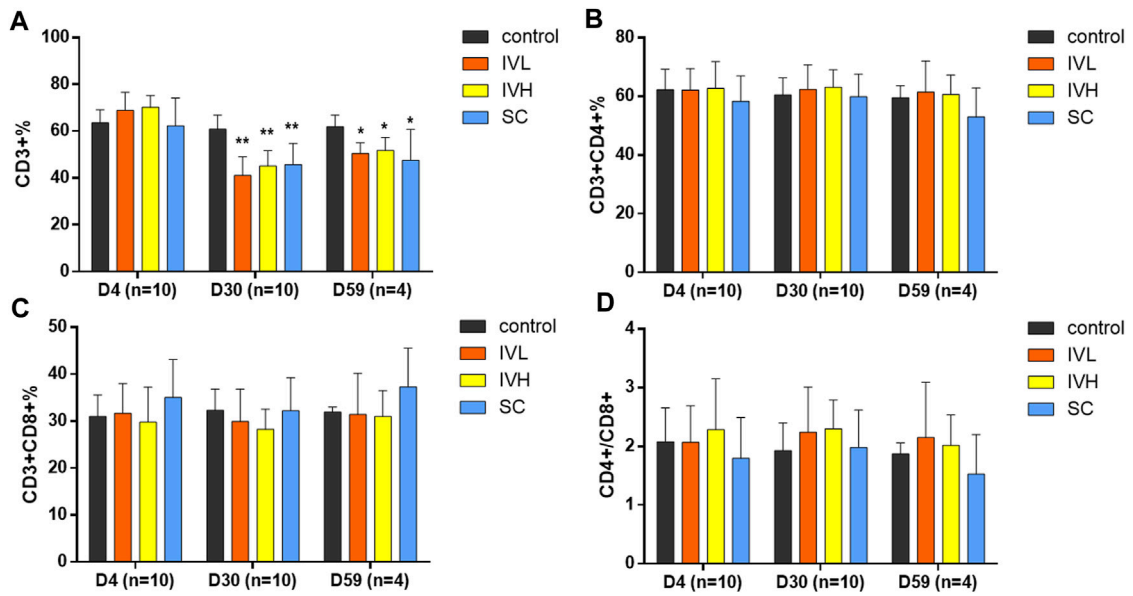 A
CD3+%
100
80
60
40
20
0
** ** **
* * *
D4 (n=10) D30 (n=10) D59 (n=4)
control
IVL
IVH
SC
B
CD3+CD4+%
80
60
40
20
0
D4 (n=10) D30 (n=10) D59 (n=4)
control
IVL
IVH
SC
C
CD3+CD8+%
50
40
30
20
10
0
D4 (n=10) D30 (n=10) D59 (n=4)
control
IVL
IVH
SC
D
CD4+/CD8+
4
3
2
1
0
D4 (n=10) D30 (n=10) D59 (n=4)
control
IVL
IVH
SC